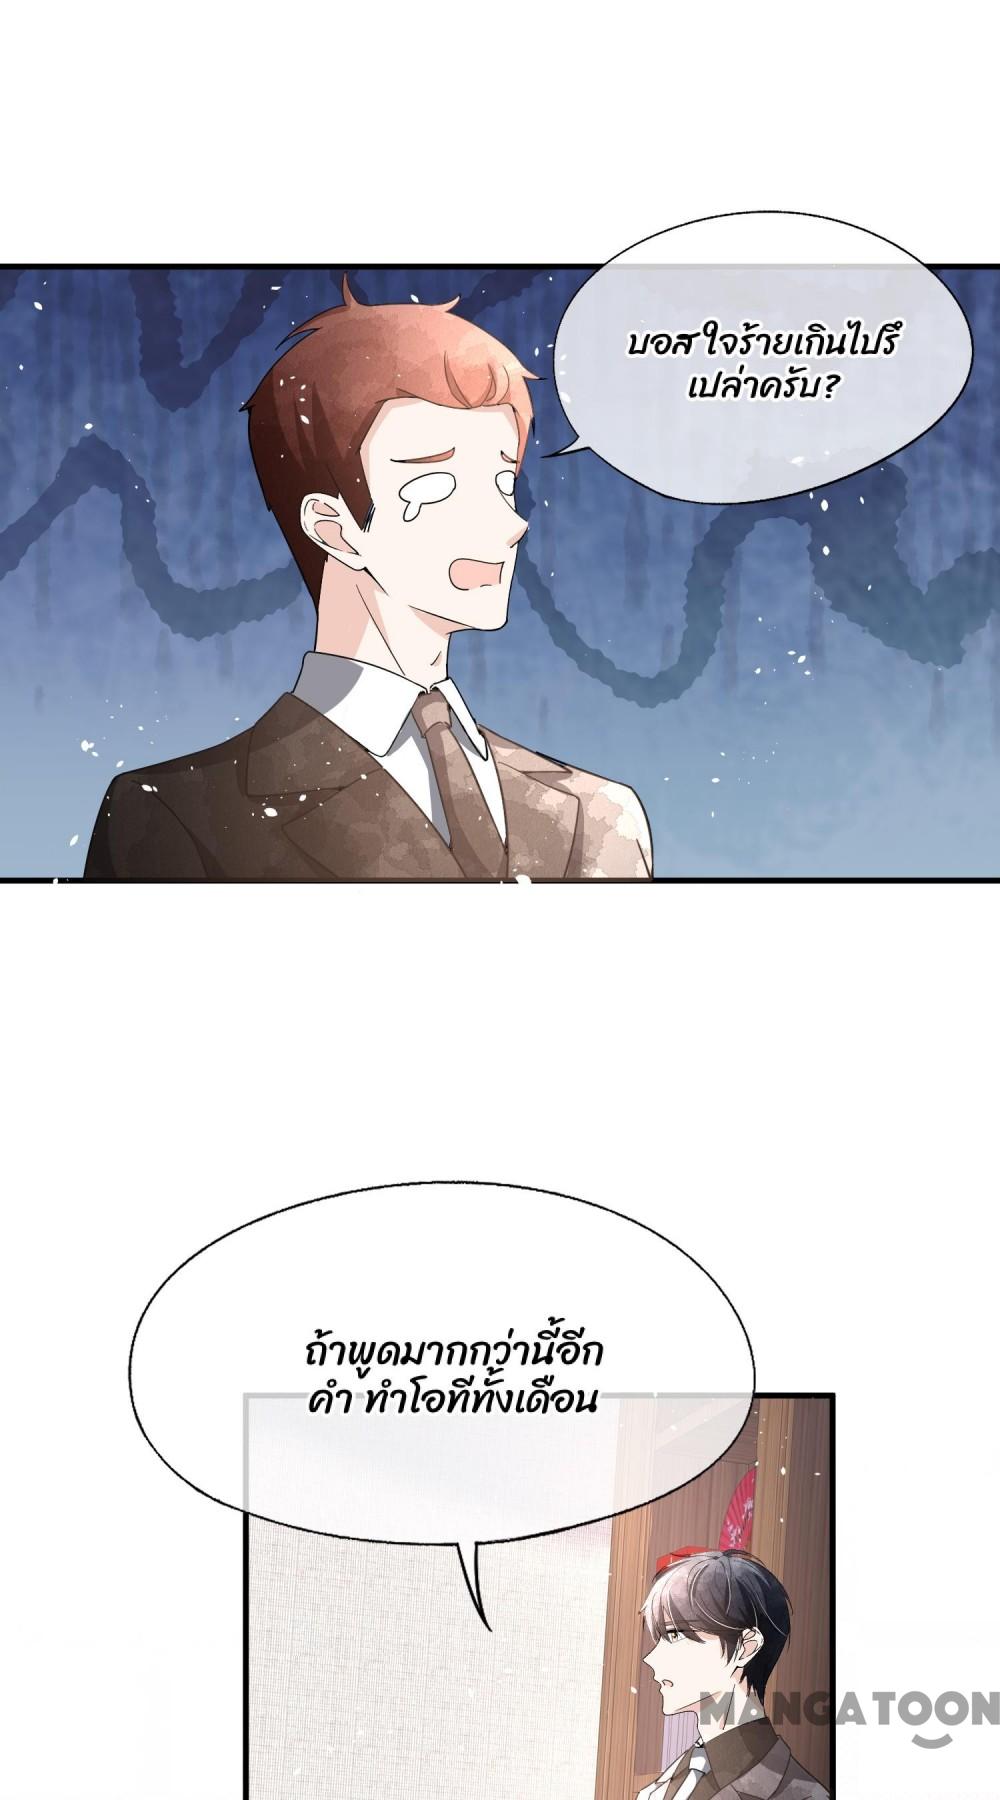 บอส ใจร้ายเกินไปรึ
เปล่าครับ?
ถ้าพูดมากกว่านี้อีก
คำ ทำโอทีทั้งเดือน
MANGATOON